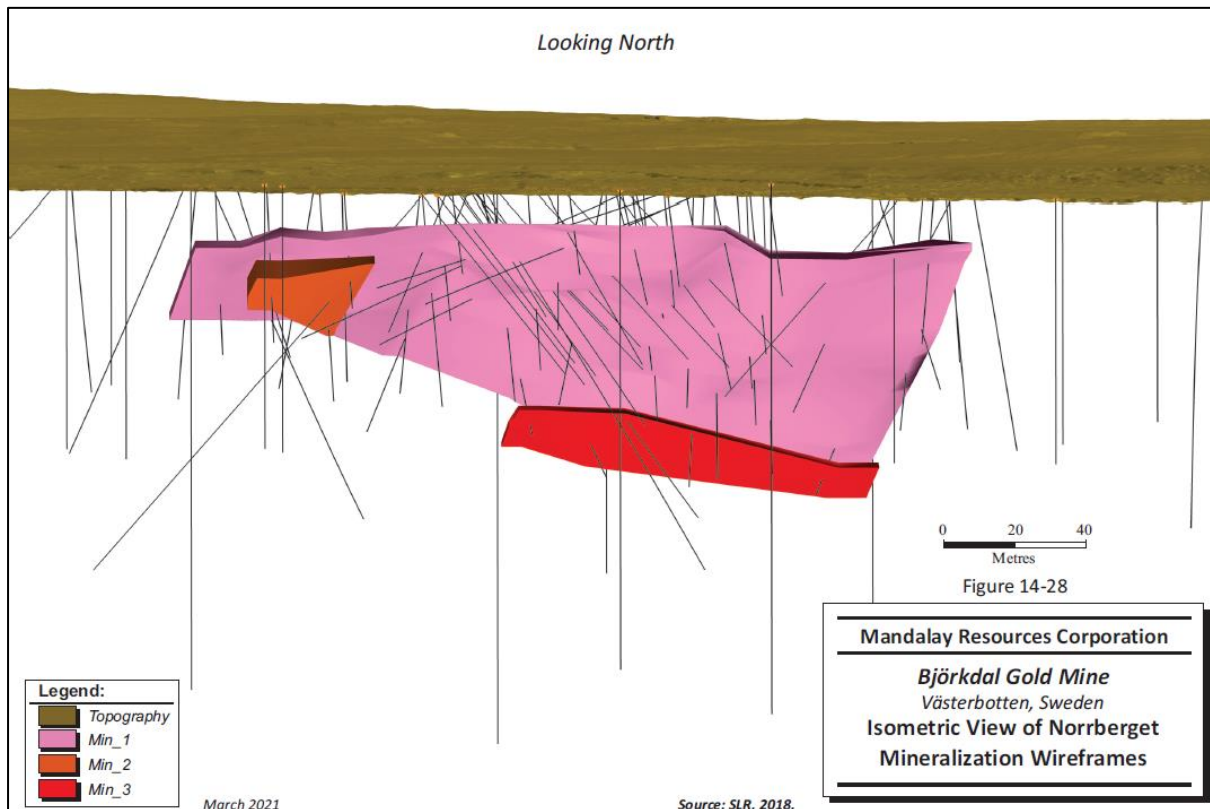 Looking North
0 20 40
Metres
Figure 14-28
Mandalay Resources Corporation
Björkdal Gold Mine
Västerbotten, Sweden
Isometric View of Norrberget
Mineralization Wireframes
Legend:
Topography
Min_1
Min_2
Min_3
March 2021
Source: SLR, 2018.